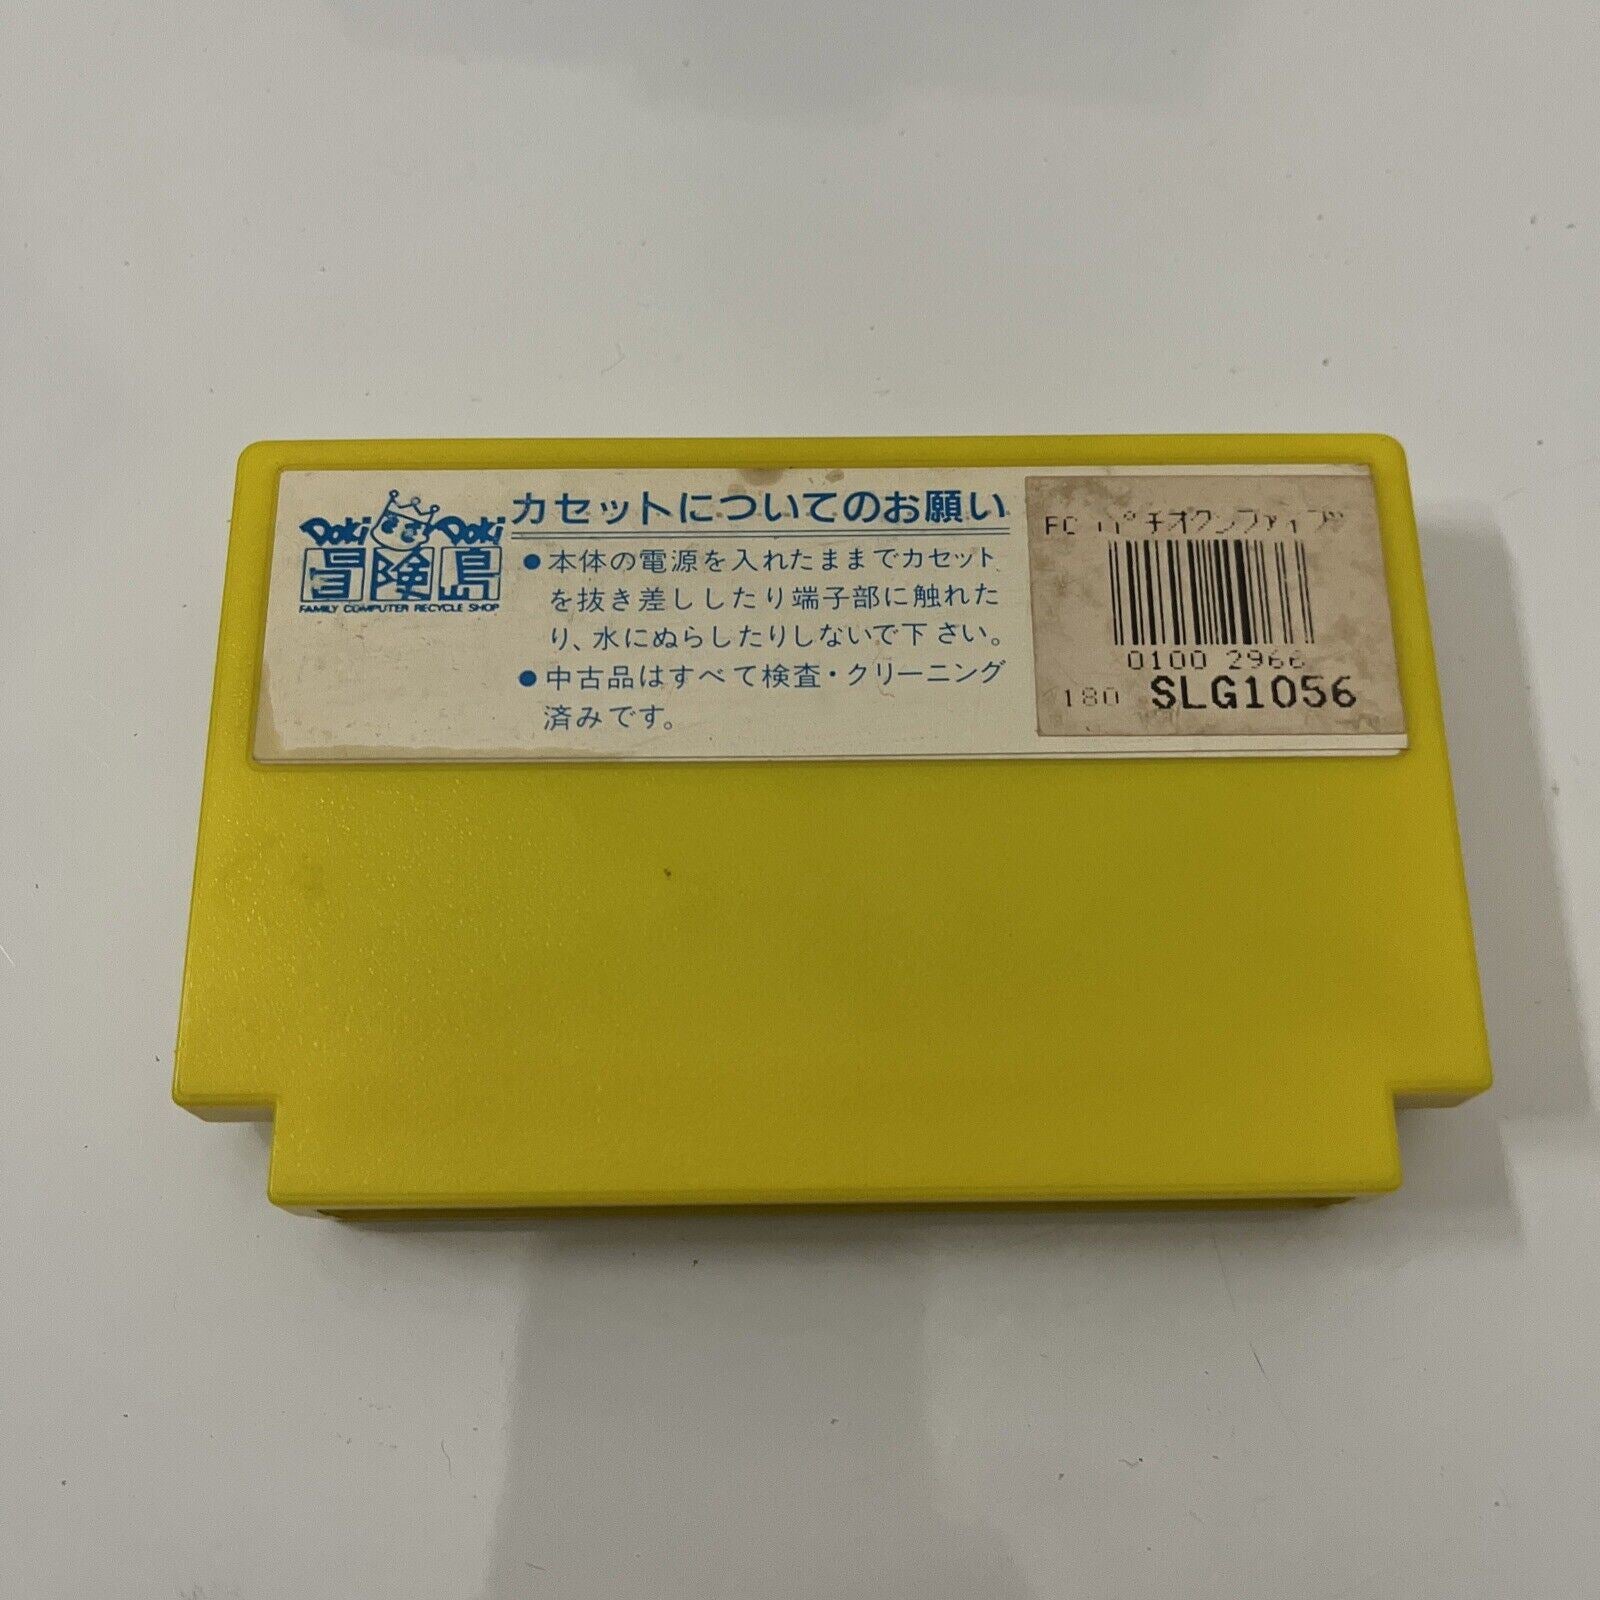 Doki Doki
冒険島
FAMILY COMPUTER RECYCLE SHOP
カセットについてのお願い
●本体の電源を入れたままでカセット
を抜き差ししたり端子部に触れた
り、水にぬらしたりしないで下さい。
●中古品はすべて検査・クリーニング
済みです。
FC パチオクンファイブ
0100 2966
180 SLG1056